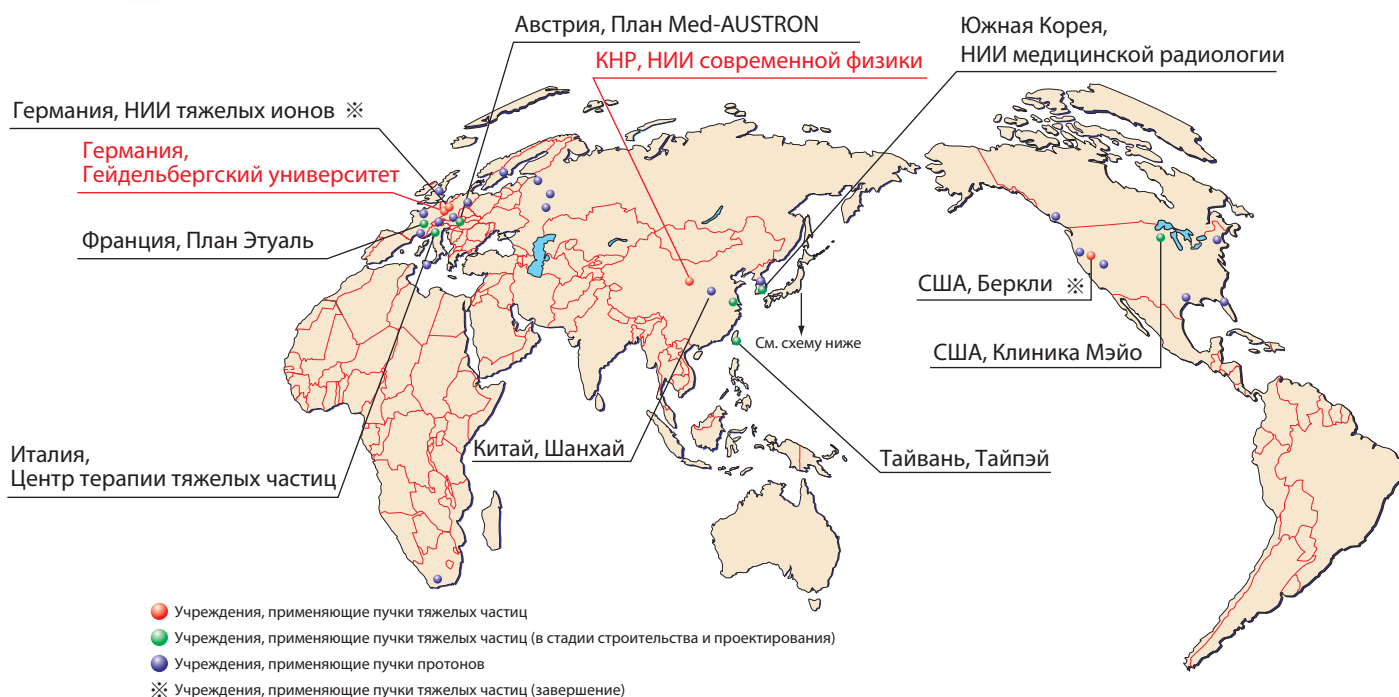 Австрия, План Med-AUSTRON
Южная Корея,
НИИ медицинской радиологии
КНР, НИИ современной физики
Германия, НИИ тяжелых ионов ※
Германия,
Гейдельбергский университет
Франция, План Этуаль
США, Беркли ※
См. схему ниже
США, Клиника Мэйо
Италия,
Центр терапии тяжелых частиц
Китай, Шанхай
Тайвань, Тайпэй
Учреждения, применяющие пучки тяжелых частиц
Учреждения, применяющие пучки тяжелых частиц (в стадии строительства и проектирования)
Учреждения, применяющие пучки протонов
※ Учреждения, применяющие пучки тяжелых частиц (завершение)